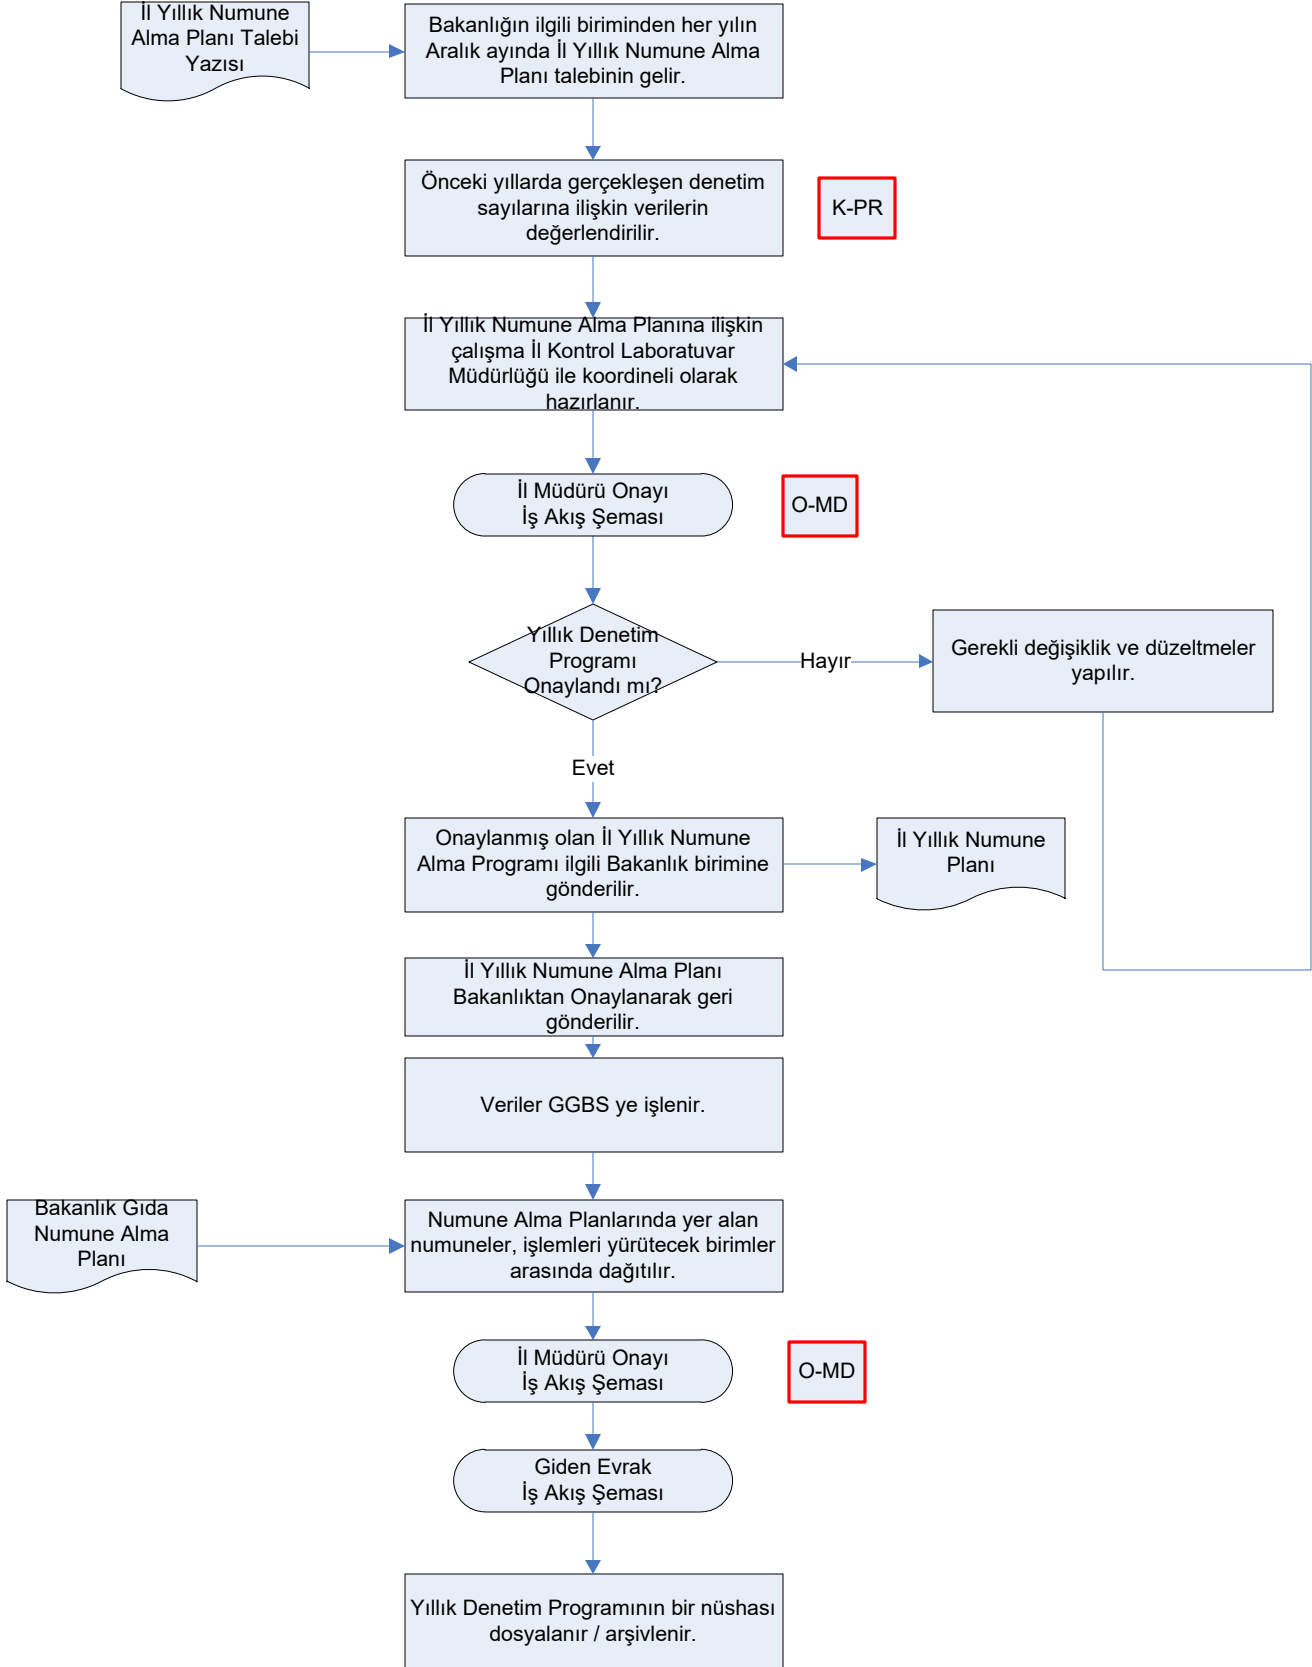 İl Yıllık Numune
Alma Planı Talebi
Yazısı
Bakanlığın ilgili biriminden her yılın
Aralık ayında İl Yıllık Numune Alma
Planı talebinin gelir.
Önceki yıllarda gerçekleşen denetim
sayılarına ilişkin verilerin
değerlendirilir.
K-PR
İl Yıllık Numune Alma Planına ilişkin
çalışma İl Kontrol Laboratuvar
Müdürlüğü ile koordineli olarak
hazırlanır.
İl Müdürü Onayı
İş Akış Şeması
O-MD
Yıllık Denetim
Programı
Onaylandı mı?
Hayır
Gerekli değişiklik ve düzeltmeler
yapılır.
Evet
Onaylanmış olan İl Yıllık Numune
Alma Programı ilgili Bakanlık birimine
gönderilir.
İl Yıllık Numune
Planı
İl Yıllık Numune Alma Planı
Bakanlıktan Onaylanarak geri
gönderilir.
Veriler GGBS ye işlenir.
Bakanlık Gıda
Numune Alma
Planı
Numune Alma Planlarında yer alan
numuneler, işlemleri yürütecek birimler
arasında dağıtılır.
İl Müdürü Onayı
İş Akış Şeması
O-MD
Giden Evrak
İş Akış Şeması
Yıllık Denetim Programının bir nüshası
dosyalanır / arşivlenir.